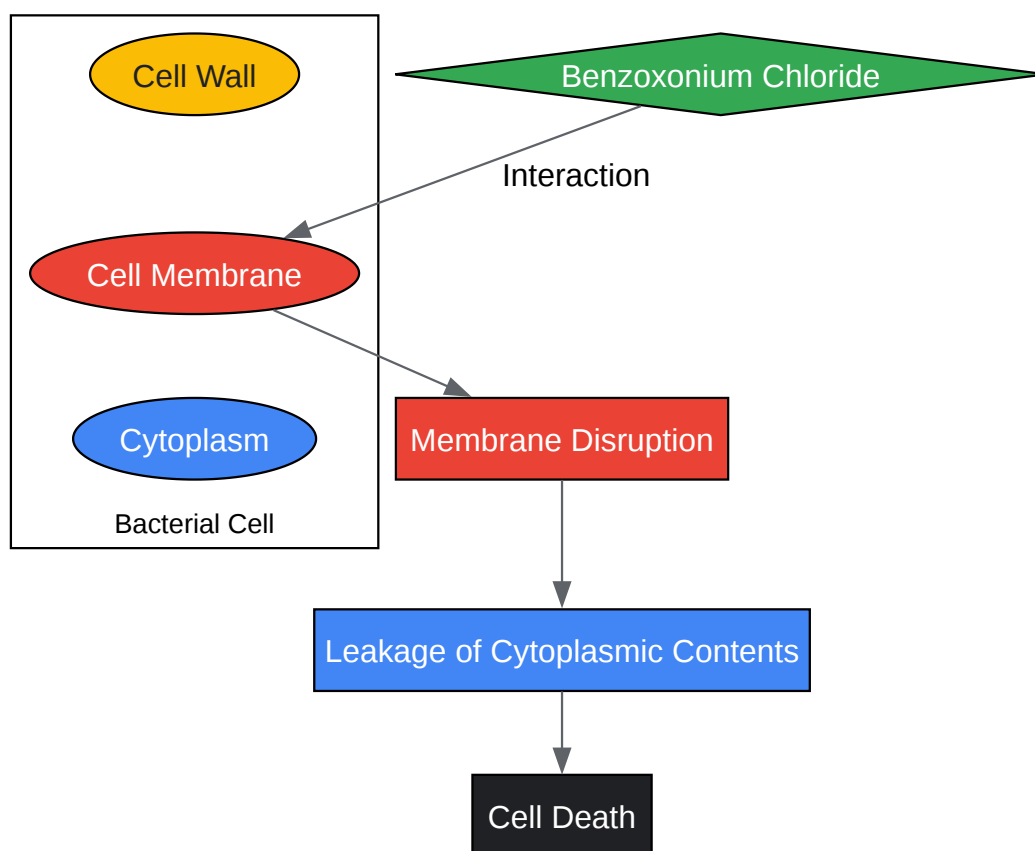 Cell Wall
Benzoxonium Chloride
Interaction
Cell Membrane
Membrane Disruption
Cytoplasm
Bacterial Cell
Leakage of Cytoplasmic Contents
Cell Death